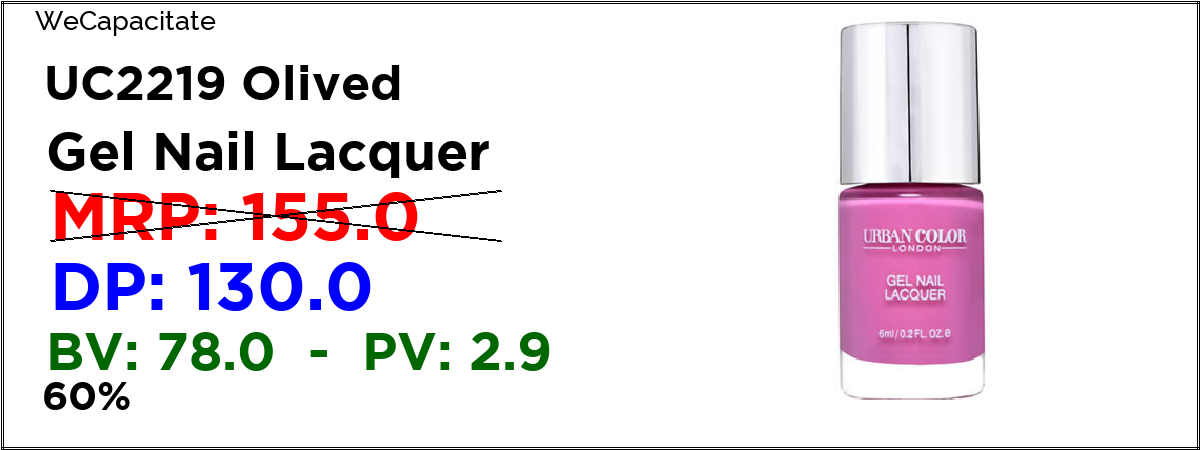 WeCapacitate
UC2219 Olived
Gel Nail Lacquer
MRP: 155.0
DP: 130.0
BV: 78.0 - PV: 2.9
60%
URBAN COLOR
LONDON
GEL NAIL
LACQUER
6ml / 0.2 FL. OZ. e